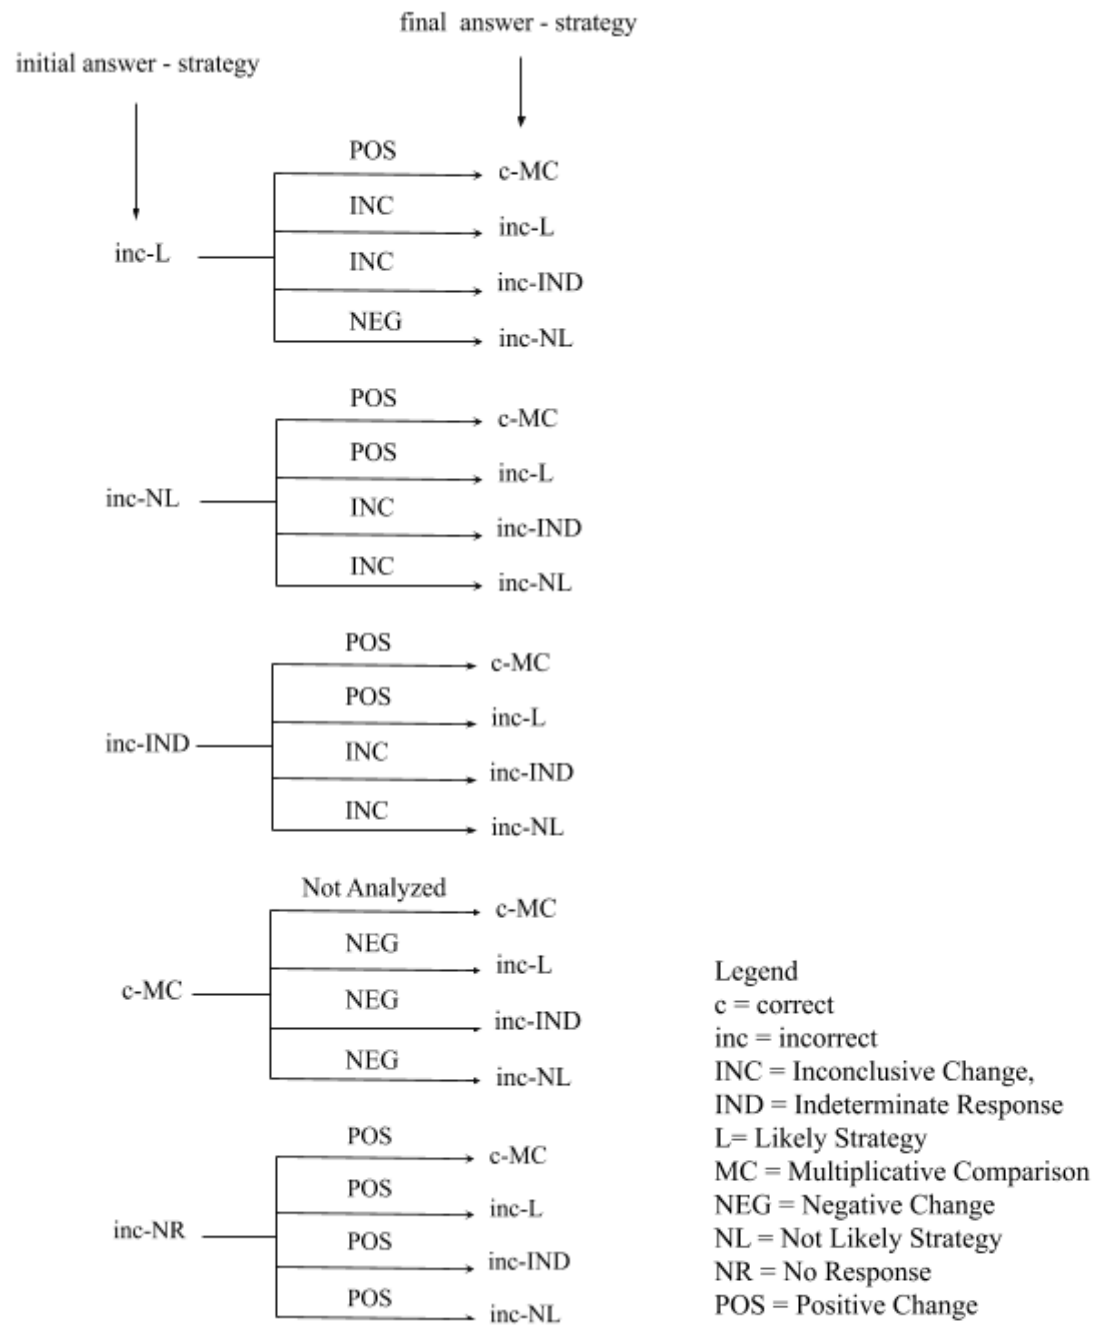 final answer - strategy
initial answer - strategy
inc-L
POS
c-MC
INC
inc-L
INC
inc-IND
NEG
inc-NL
inc-NL
POS
c-MC
POS
inc-L
INC
inc-IND
INC
inc-NL
inc-IND
POS
c-MC
POS
inc-L
INC
inc-IND
INC
inc-NL
c-MC
Not Analyzed
c-MC
NEG
inc-L
NEG
inc-IND
NEG
inc-NL
inc-NR
POS
c-MC
POS
inc-L
POS
inc-IND
POS
inc-NL
Legend
c = correct
inc = incorrect
INC = Inconclusive Change,
IND = Indeterminate Response
L= Likely Strategy
MC = Multiplicative Comparison
NEG = Negative Change
NL = Not Likely Strategy
NR = No Response
POS = Positive Change